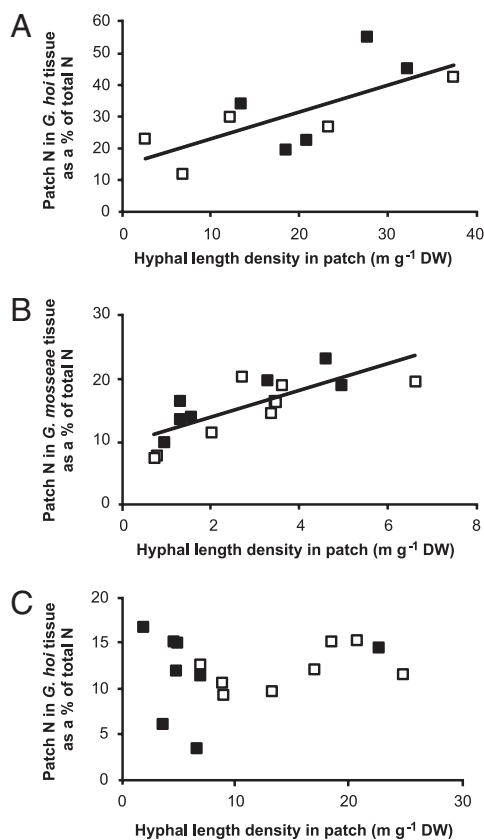 A
Patch N in G. hoi tissue
as a % of total N
60
50
40
30
20
10
0
0 10 20 30 40
Hyphal length density in patch (m g⁻¹ DW)
B
Patch N in G. mosseae tissue
as a % of total N
30
20
10
0
0 2 4 6 8
Hyphal length density in patch (m g⁻¹ DW)
C
Patch N in G. hoi tissue
as a % of total N
20
15
10
5
0
0 10 20 30
Hyphal length density in patch (m g⁻¹ DW)